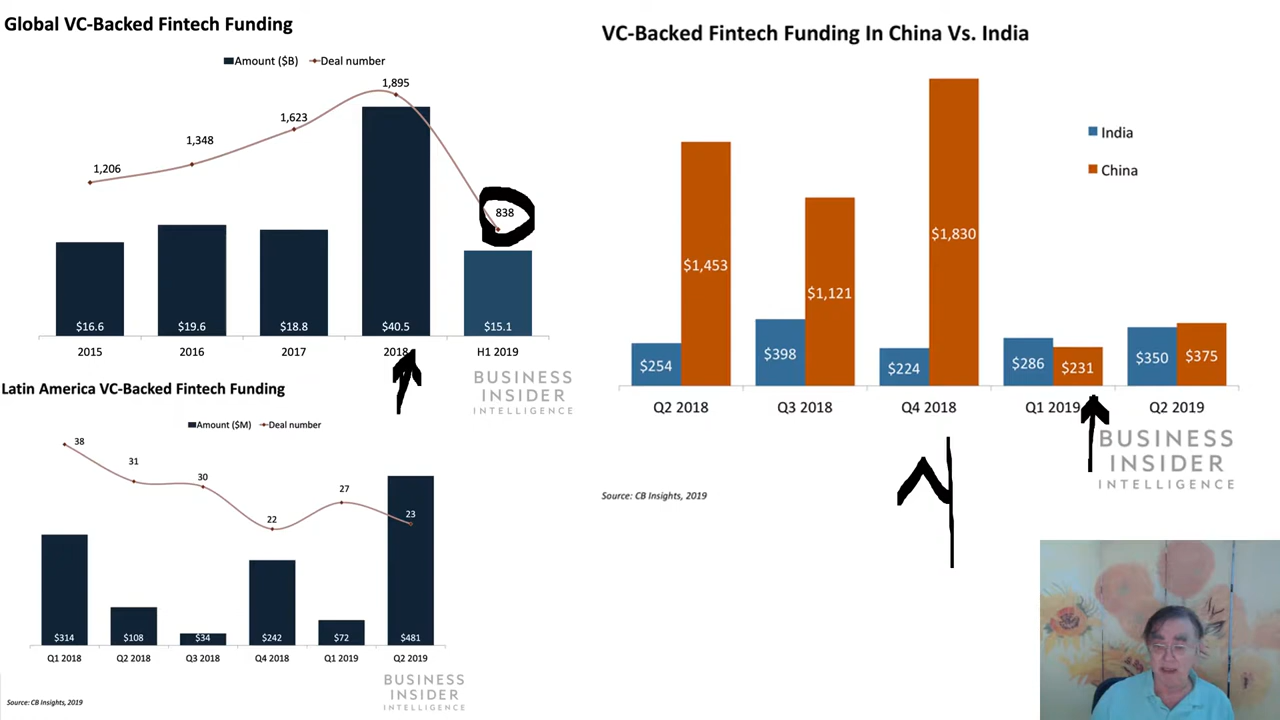 Global VC-Backed Fintech Funding
Amount ($B) Deal number
1,206
1,348
1,623
1,895
838
$16.6 $19.6 $18.8 $40.5 $15.1
2015 2016 2017 2018 H1 2019
BUSINESS
INSIDER
INTELLIGENCE
Latin America VC-Backed Fintech Funding
Amount ($M) Deal number
38
31
30
22
27
23
$314 $108 $34 $242 $72 $481
Q1 2018 Q2 2018 Q3 2018 Q4 2018 Q1 2019 Q2 2019
BUSINESS
INSIDER
INTELLIGENCE
Source: CB Insights, 2019
VC-Backed Fintech Funding In China Vs. India
India
China
$254 $1,453
$398 $1,121
$224 $1,830
$286 $231
$350 $375
Q2 2018 Q3 2018 Q4 2018 Q1 2019 Q2 2019
BUSINESS
INSIDER
INTELLIGENCE
Source: CB Insights, 2019